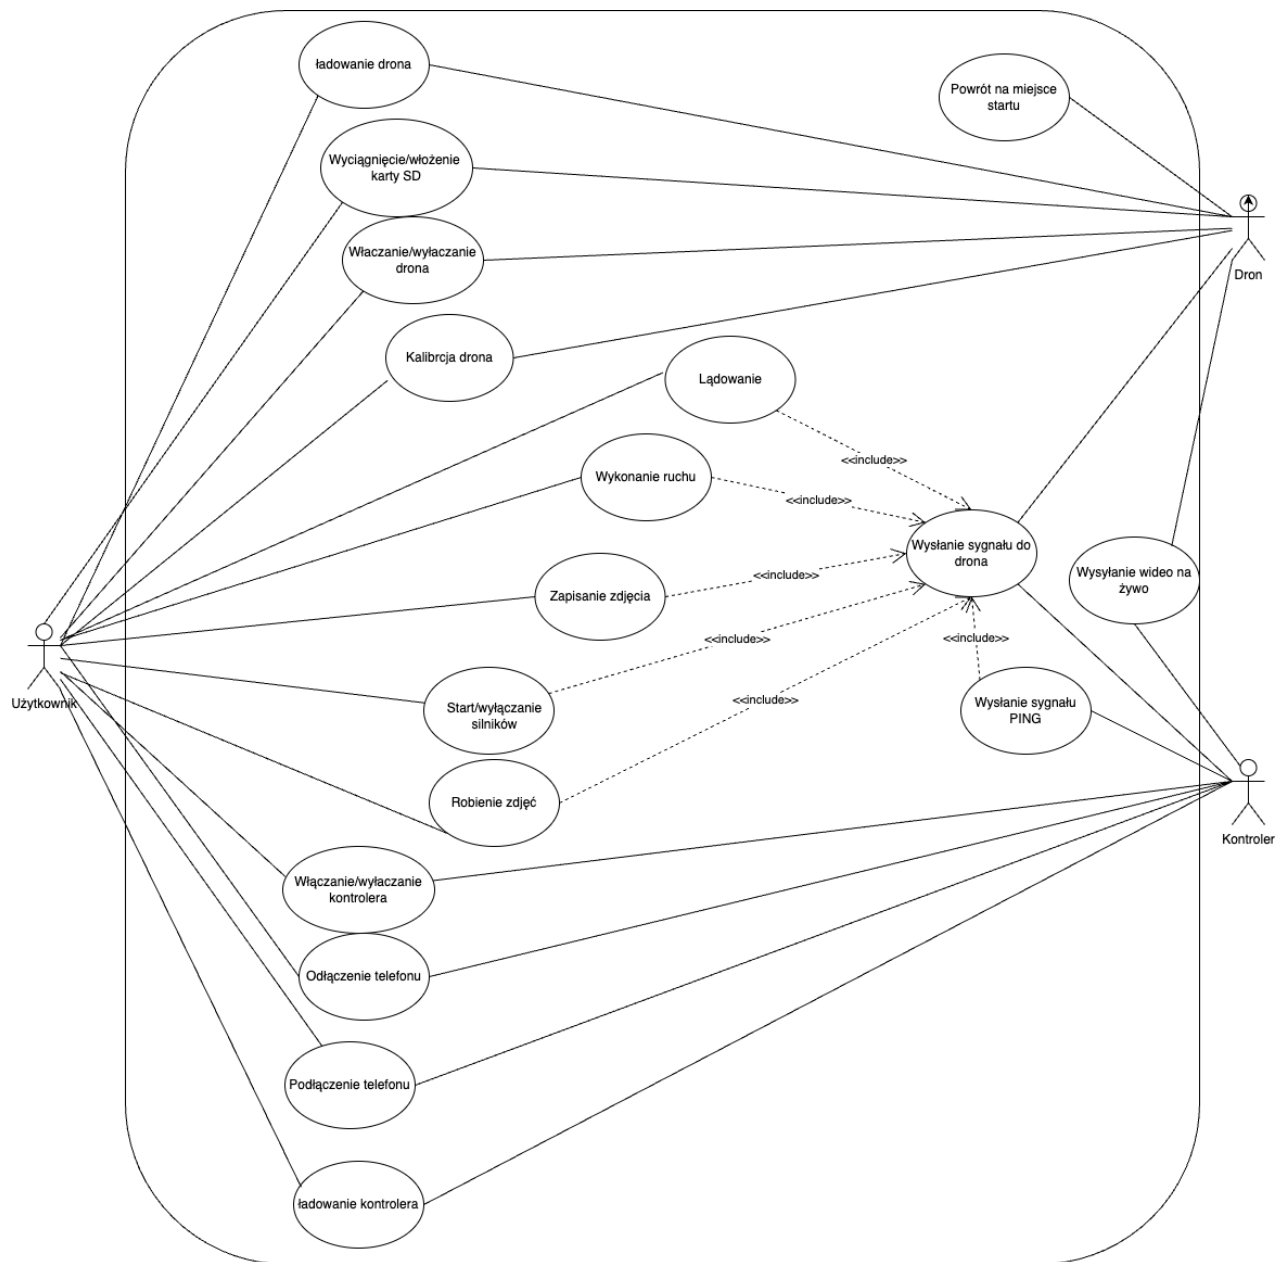 ładowanie drona
Powrót na miejsce
startu
Wyciągnięcie/włożenie
karty SD
Właczanie/wyłaczanie
drona
Dron
Kalibrcja drona
Lądowanie
<<include>>
Wykonanie ruchu
<<include>>
Wysłanie sygnału do
drona
Wysyłanie wideo na
żywo
<<include>>
Zapisanie zdjęcia
<<include>>
<<include>>
Użytkownik
Start/wyłączanie
silników
<<include>>
Wysłanie sygnału
PING
Robienie zdjęć
Kontroler
Włączanie/wyłaczanie
kontrolera
Odłączenie telefonu
Podłączenie telefonu
ładowanie kontrolera